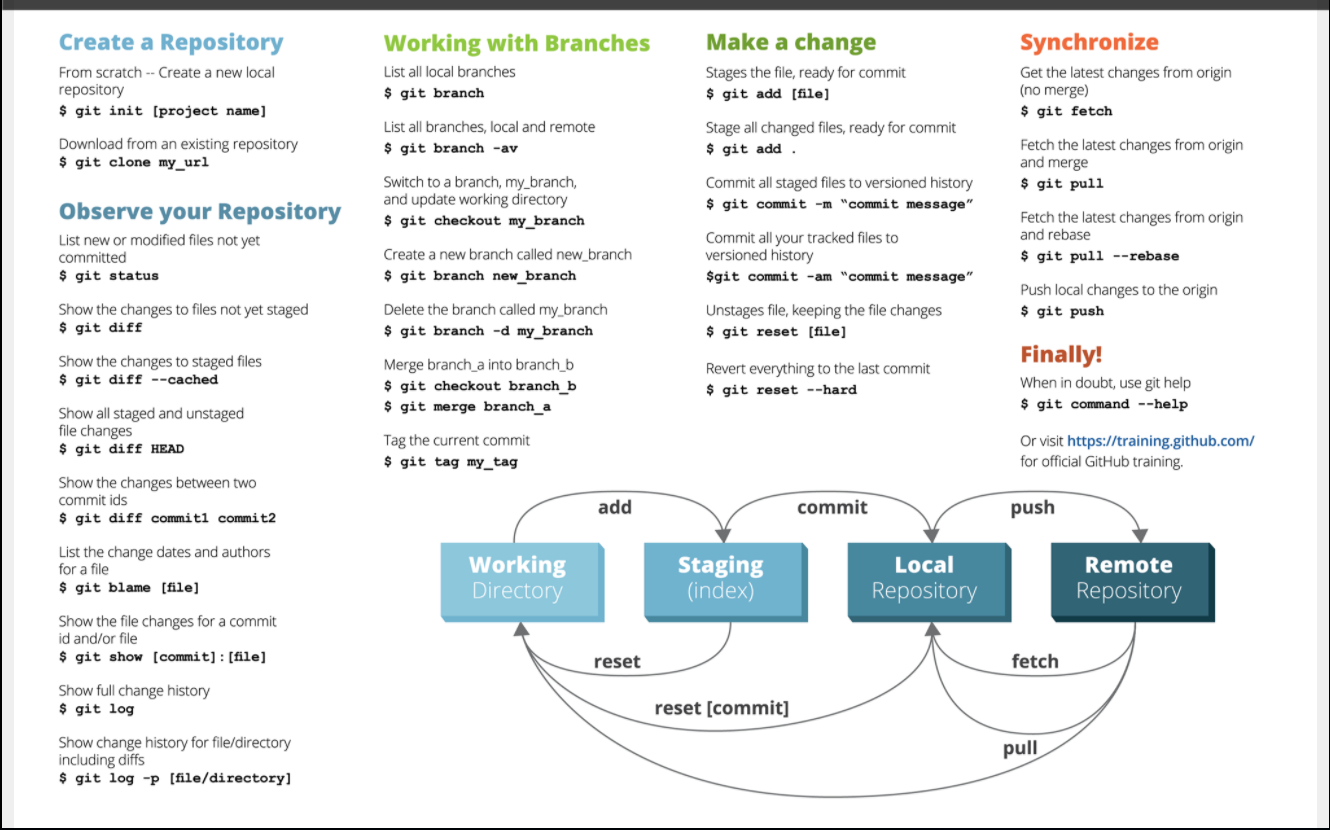 Create a Repository
From scratch -- Create a new local
repository
$ git init [project name]
Download from an existing repository
$ git clone my_url
Observe your Repository
List new or modified files not yet
committed
$ git status
Show the changes to files not yet staged
$ git diff
Show the changes to staged files
$ git diff --cached
Show all staged and unstaged
file changes
$ git diff HEAD
Show the changes between two
commit ids
$ git diff commit1 commit2
List the change dates and authors
for a file
$ git blame [file]
Show the file changes for a commit
id and/or file
$ git show [commit]:[file]
Show full change history
$ git log
Show change history for file/directory
including diffs
$ git log -p [file/directory]
Working with Branches
List all local branches
$ git branch
List all branches, local and remote
$ git branch -av
Switch to a branch, my_branch,
and update working directory
$ git checkout my_branch
Create a new branch called new_branch
$ git branch new_branch
Delete the branch called my_branch
$ git branch -d my_branch
Merge branch_a into branch_b
$ git checkout branch_b
$ git merge branch_a
Tag the current commit
$ git tag my_tag
Make a change
Stages the file, ready for commit
$ git add [file]
Stage all changed files, ready for commit
$ git add .
Commit all staged files to versioned history
$ git commit -m “commit message”
Commit all your tracked files to
versioned history
$git commit -am “commit message”
Unstages file, keeping the file changes
$ git reset [file]
Revert everything to the last commit
$ git reset --hard
Synchronize
Get the latest changes from origin
(no merge)
$ git fetch
Fetch the latest changes from origin
and merge
$ git pull
Fetch the latest changes from origin
and rebase
$ git pull --rebase
Push local changes to the origin
$ git push
Finally!
When in doubt, use git help
$ git command --help
Or visit https://training.github.com/
for official GitHub training.
add
commit
push
Working
Directory
Staging
(index)
Local
Repository
Remote
Repository
reset
fetch
reset [commit]
pull